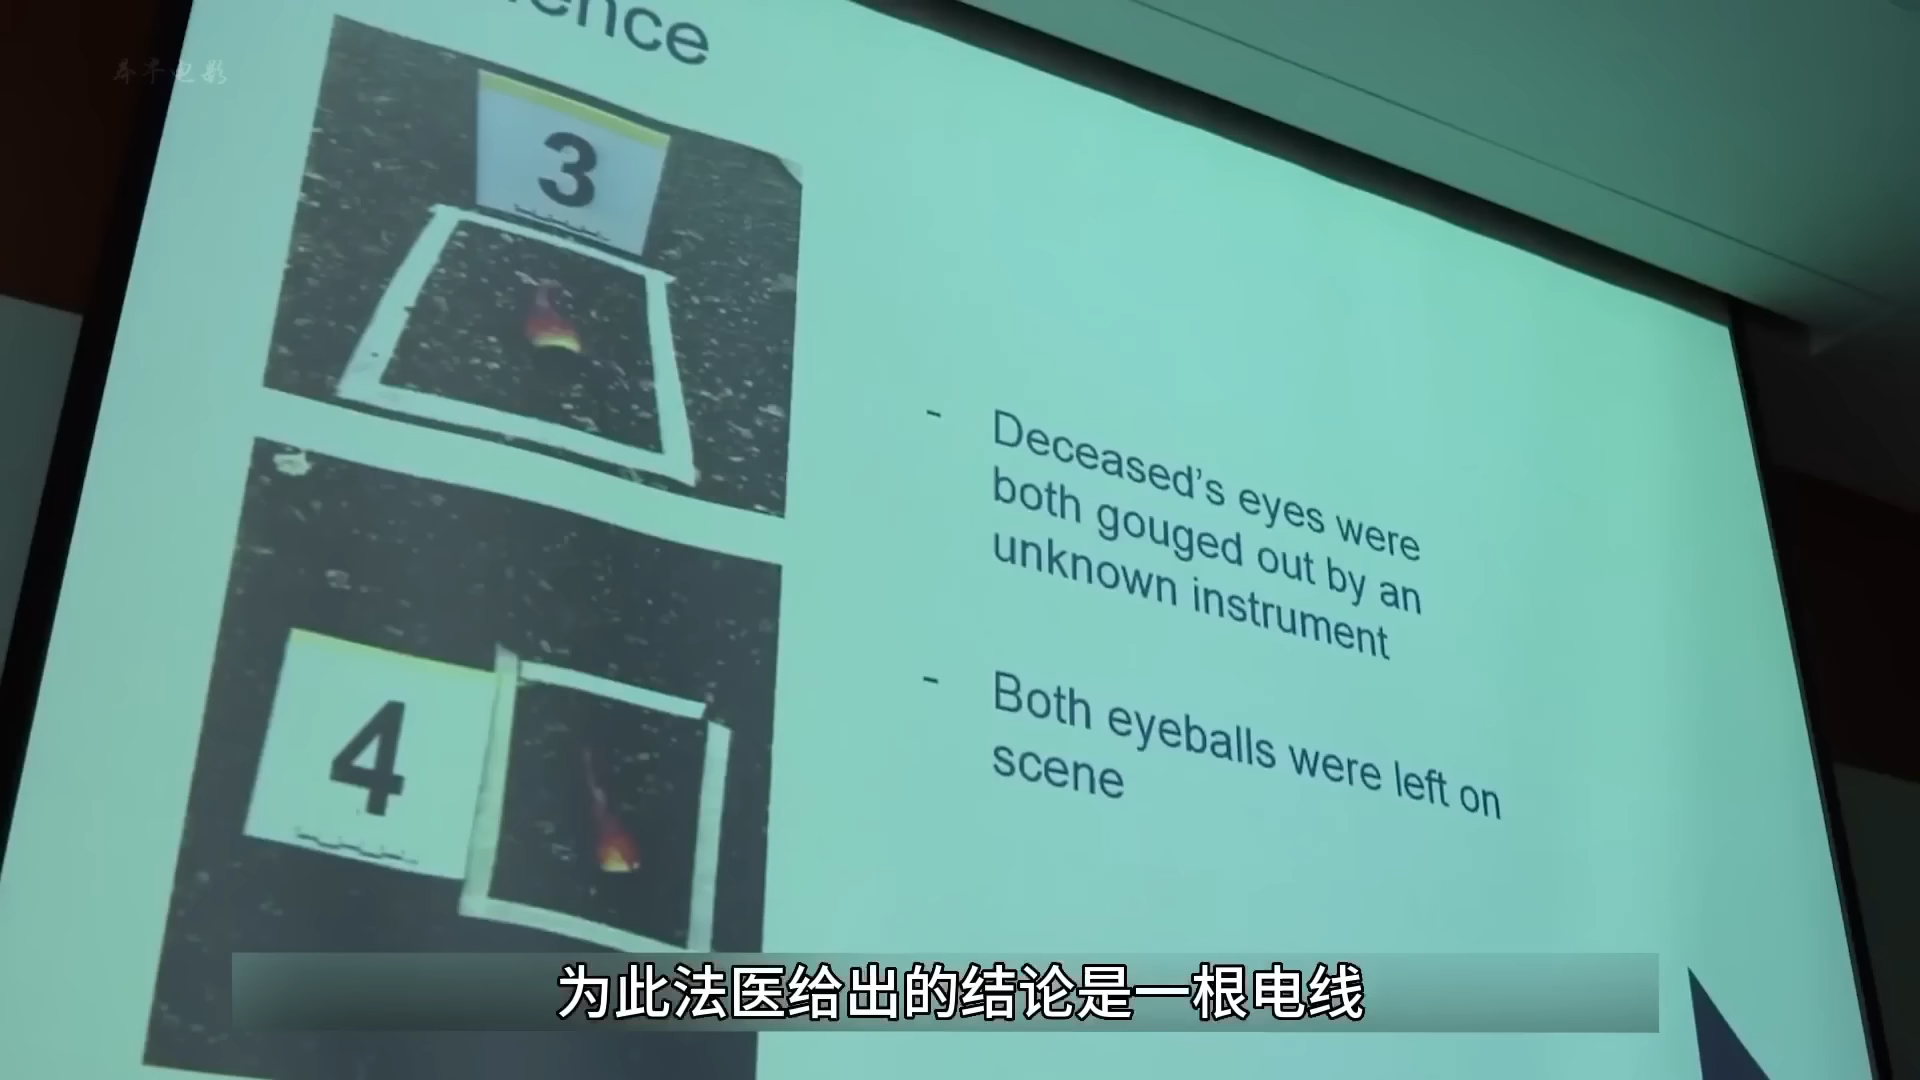 ence
3
- Deceased's eyes were
both gouged out by an
unknown instrument
4
- Both eyeballs were left on
scene
为此法医给出的结论是一根电线